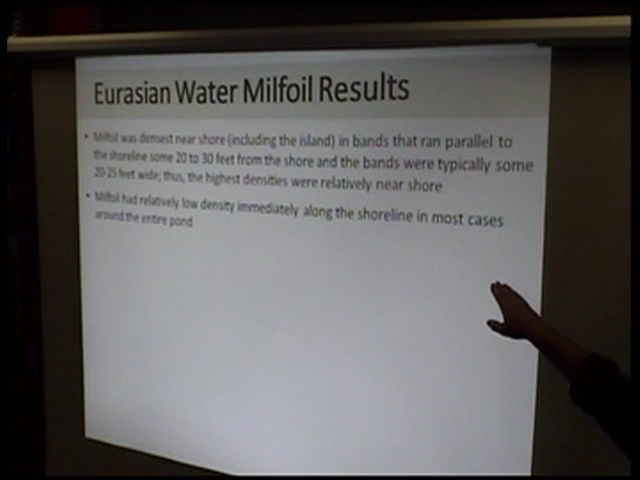 Eurasian Water Milfoil Results
• Milfoil was densest near shore (including the island) in bands that ran parallel to
the shoreline some 20 to 30 feet from the shore and the bands were typically some
20-25 feet wide; thus, the highest densities were relatively near shore
• Milfoil had relatively low density immediately along the shoreline in most cases
around the entire pond